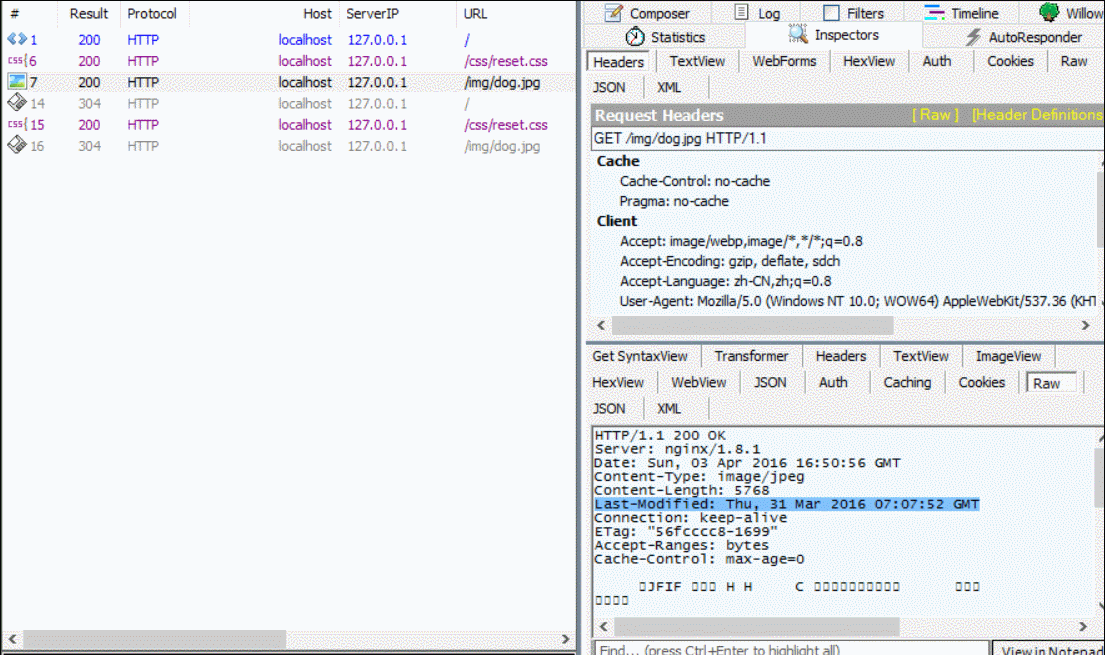 # Result Protocol Host ServerIP URL
1 200 HTTP localhost 127.0.0.1 /
css{ 6 200 HTTP localhost 127.0.0.1 /css/reset.css
7 200 HTTP localhost 127.0.0.1 /img/dog.jpg
14 304 HTTP localhost 127.0.0.1 /
css{ 15 200 HTTP localhost 127.0.0.1 /css/reset.css
16 304 HTTP localhost 127.0.0.1 /img/dog.jpg
Composer Log Filters Timeline Willow
Statistics Inspectors AutoResponder
Headers TextView WebForms HexView Auth Cookies Raw
JSON XML
Request Headers [ Raw ] [Header Definitions
GET /img/dog.jpg HTTP/1.1
Cache
Cache-Control: no-cache
Pragma: no-cache
Client
Accept: image/webp,image/*,*/*;q=0.8
Accept-Encoding: gzip, deflate, sdch
Accept-Language: zh-CN,zh;q=0.8
User-Agent: Mozilla/5.0 (Windows NT 10.0; WOW64) AppleWebKit/537.36 (KHT
Get SyntaxView Transformer Headers TextView ImageView
HexView WebView JSON Auth Caching Cookies Raw
JSON XML
HTTP/1.1 200 OK
Server: nginx/1.8.1
Date: Sun, 03 Apr 2016 16:50:56 GMT
Content-Type: image/jpeg
Content-Length: 5768
Last-Modified: Thu, 31 Mar 2016 07:07:52 GMT
Connection: keep-alive
ETag: "56fcccc8-1699"
Accept-Ranges: bytes
Cache-Control: max-age=0
JFIF H H C
Find... (press Ctrl+Enter to highlight all) View in Notepad